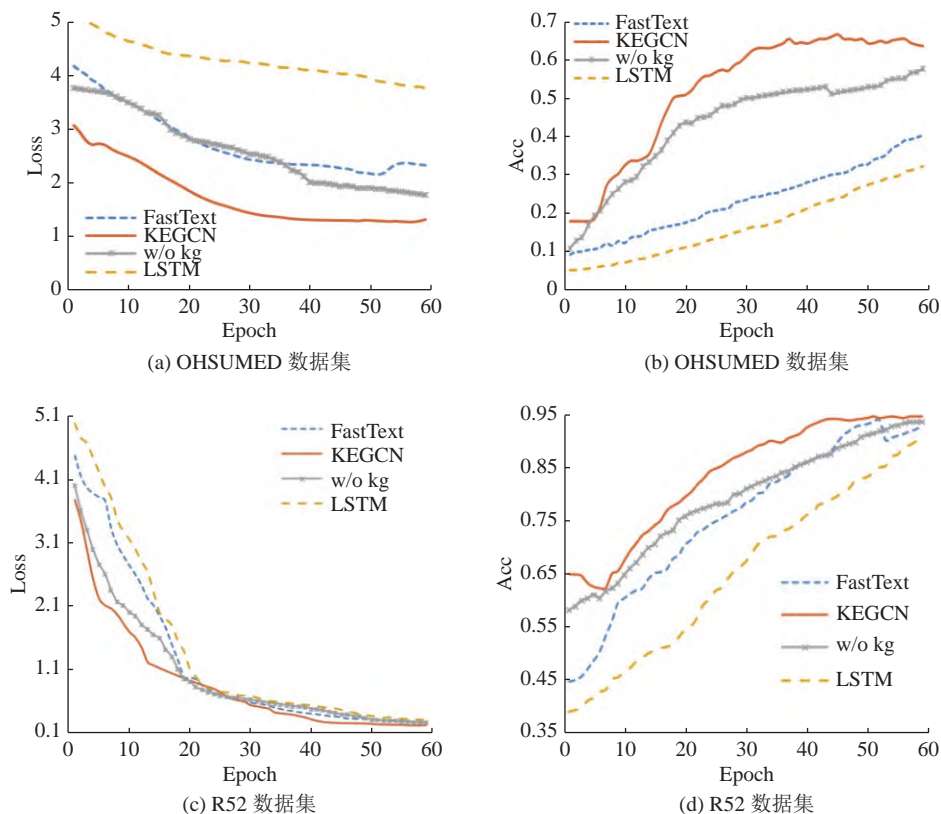 5
4
3
2
1
0
Loss
FastText
KEGCN
w/o kg
LSTM
0 10 20 30 40 50 60
Epoch
(a) OHSUMED 数据集
0.7
0.6
0.5
0.4
0.3
0.2
0.1
0
Acc
FastText
KEGCN
w/o kg
LSTM
0 10 20 30 40 50 60
Epoch
(b) OHSUMED 数据集
5.1
4.1
3.1
2.1
1.1
0.1
Loss
FastText
KEGCN
w/o kg
LSTM
0 10 20 30 40 50 60
Epoch
(c) R52 数据集
0.95
0.85
0.75
0.65
0.55
0.45
0.35
Acc
FastText
KEGCN
w/o kg
LSTM
0 10 20 30 40 50 60
Epoch
(d) R52 数据集